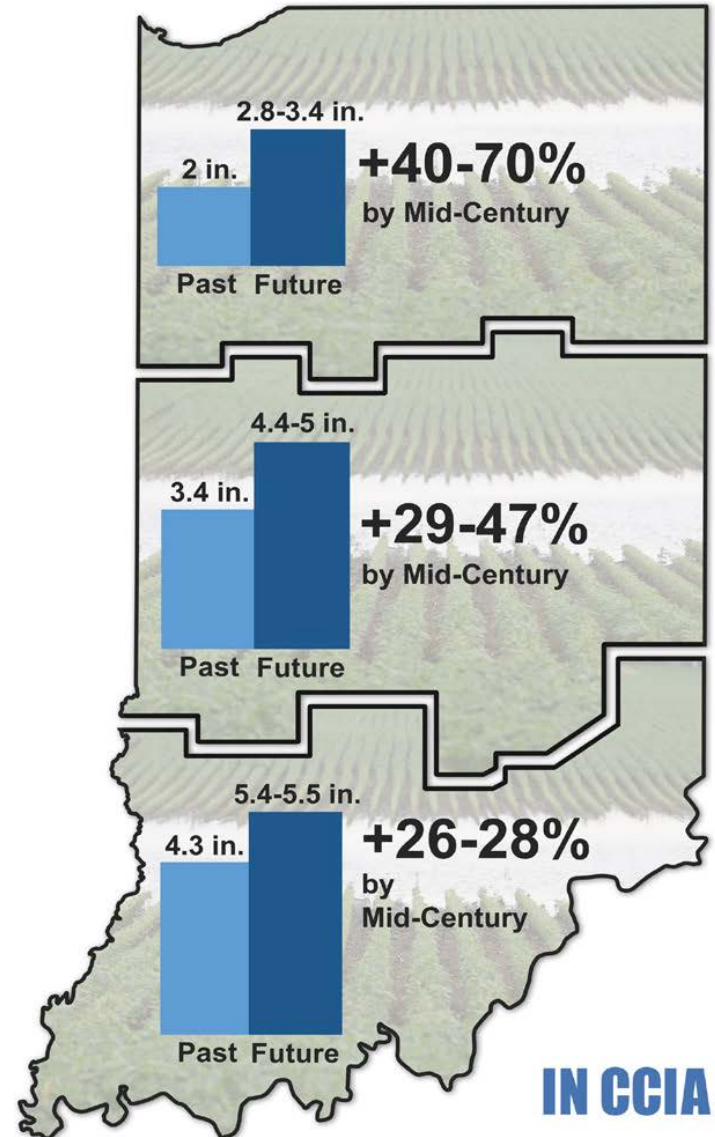 2.8-3.4 in.
2 in.
+40-70%
by Mid-Century
Past Future
4.4-5 in.
3.4 in.
+29-47%
by Mid-Century
Past Future
5.4-5.5 in.
4.3 in.
+26-28%
by
Mid-Century
Past Future
IN CCIA